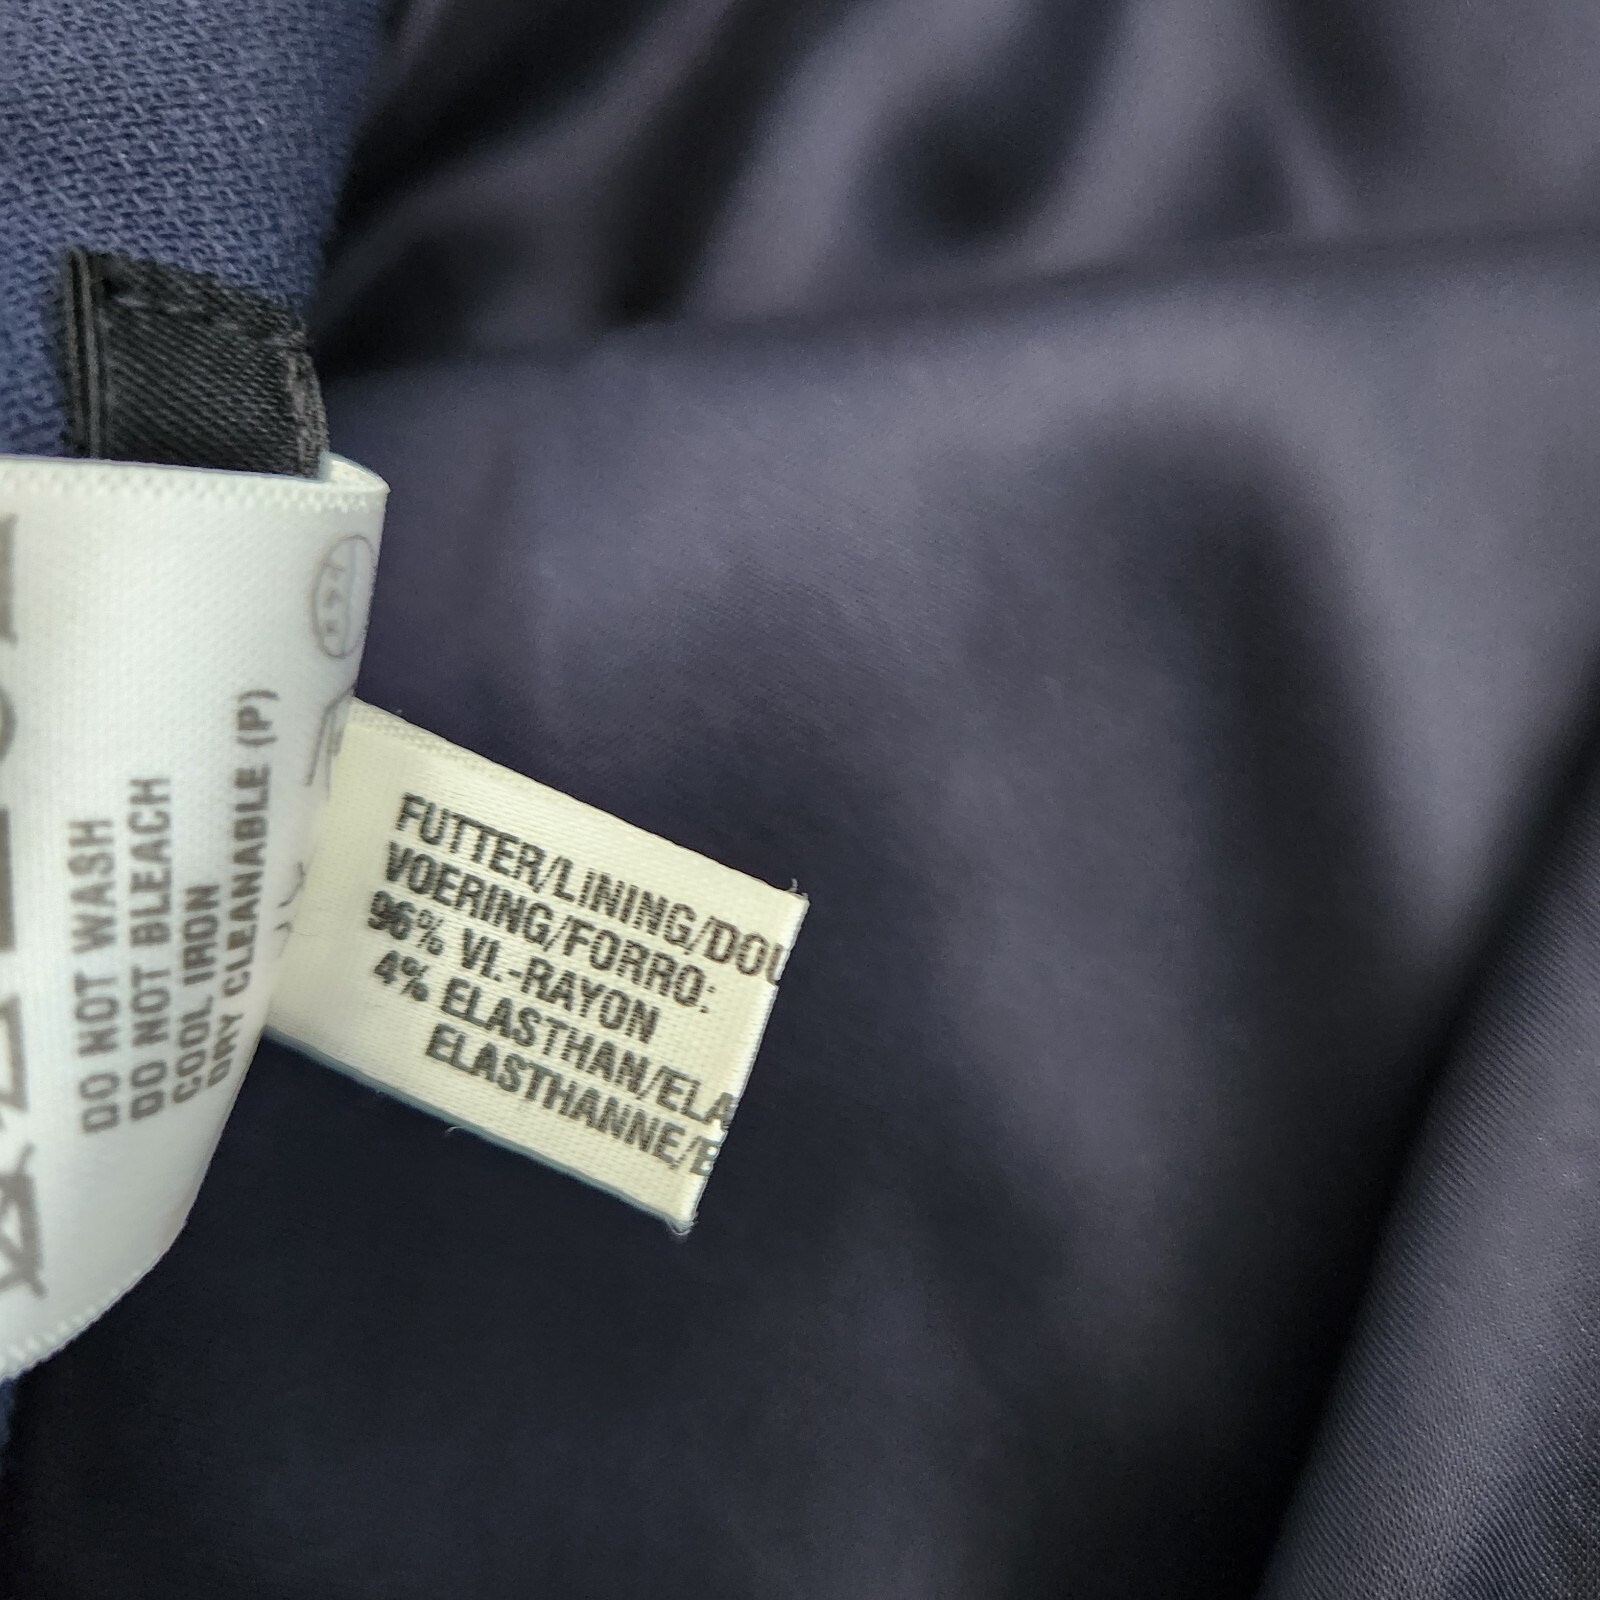 DO NOT WASH
DO NOT BLEACH
COOL IRON
DRY CLEANABLE (P)
FUTTER/LINING/DOU
VOERING/FORRO:
96% VI.-RAYON
4% ELASTHAN/ELA
ELASTHANNE/E